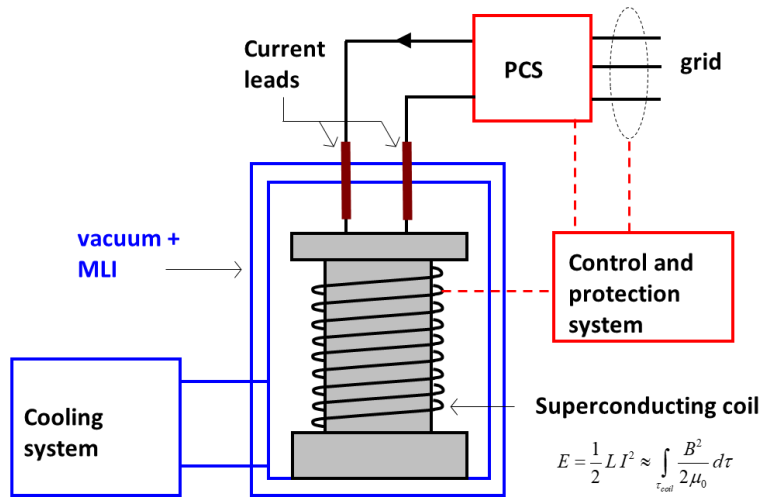 Current
leads
PCS
grid
vacuum +
MLI
Control and
protection
system
Cooling
system
Superconducting coil
E = 1/2 L I² ≈ ∫τcoil B²/2μ₀ dτ